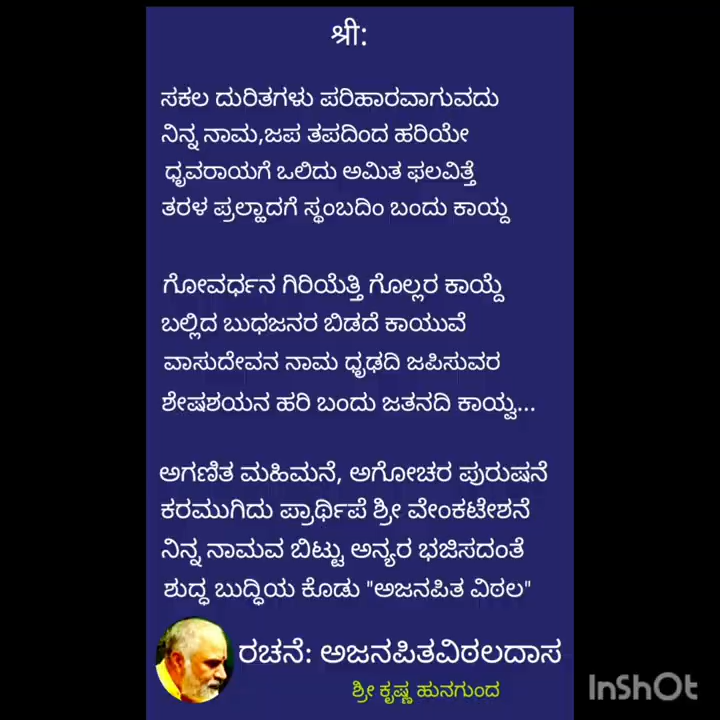 श्री:
ಸಕಲ ದುರಿತಗಳು ಪರಿಹಾರವಾಗುವದು
ನಿನ್ನ ನಾಮ,ಜಪ ತಪದಿಂದ ಹರಿಯೇ
ಧೃವರಾಯಗೆ ಒಲಿದು ಅಮಿತ ಫಲವಿತ್ತೆ
ತರಳ ಪ್ರಲ್ಹಾದಗೆ ಸ್ಥಂಬದಿಂ ಬಂದು ಕಾಯ್ದ
ಗೋವರ್ಧನ ಗಿರಿಯೆತ್ತಿ ಗೊಲ್ಲರ ಕಾಯ್ದೆ
ಬಲ್ಲಿದ ಬುಧಜನರ ಬಿಡದೆ ಕಾಯುವೆ
ವಾಸುದೇವನ ನಾಮ ಧೃಢದಿ ಜಪಿಸುವರ
ಶೇಷಶಯನ ಹರಿ ಬಂದು ಜತನದಿ ಕಾಯ್ವ...
ಅಗಣಿತ ಮಹಿಮನೆ, ಅಗೋಚರ ಪುರುಷನೆ
ಕರಮುಗಿದು ಪ್ರಾರ್ಥಿಪೆ ಶ್ರೀ ವೇಂಕಟೇಶನೆ
ನಿನ್ನ ನಾಮವ ಬಿಟ್ಟು ಅನ್ಯರ ಭಜಿಸದಂತೆ
ಶುದ್ಧ ಬುದ್ಧಿಯ ಕೊಡು "ಅಜನಪಿತ ವಿಠಲ"
ರಚನೆ: ಅಜನಪಿತವಿಠಲದಾಸ
ಶ್ರೀ ಕೃಷ್ಣ ಹುನಗುಂದ
InShOt